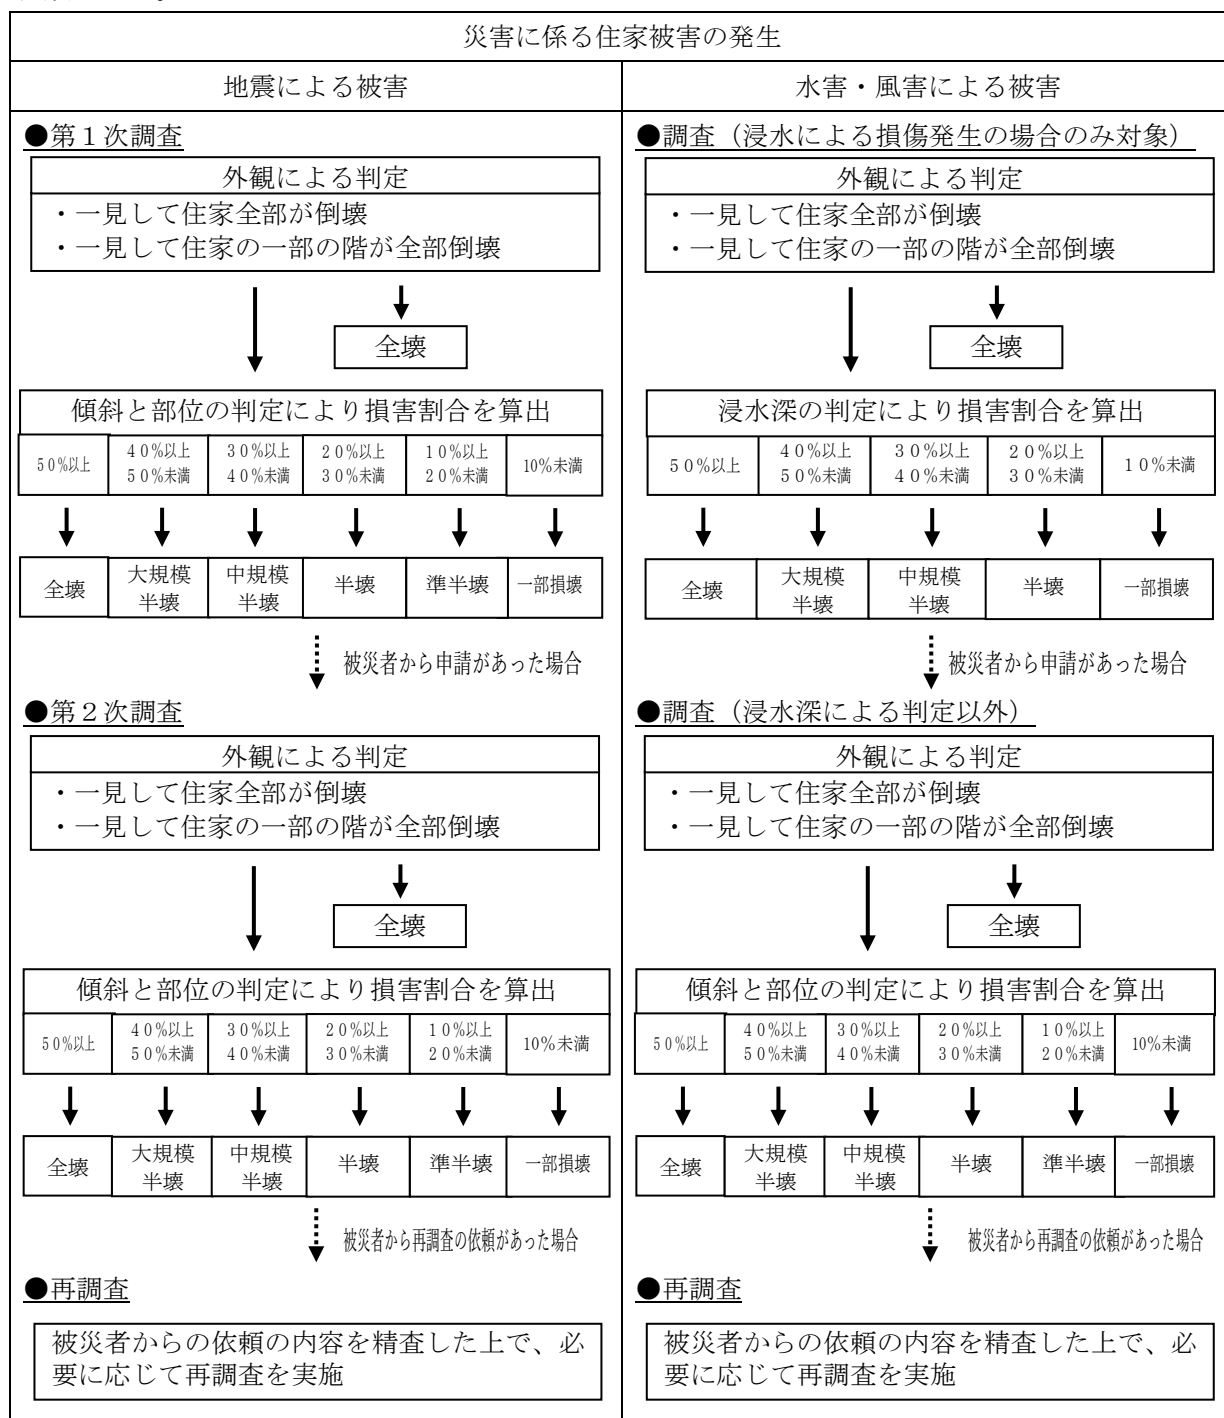 災害に係る住家被害の発生
地震による被害
●第１次調査
外観による判定
・一見して住家全部が倒壊
・一見して住家の一部の階が全部倒壊
全壊
傾斜と部位の判定により損害割合を算出
５０％以上
４０％以上
５０％未満
３０％以上
４０％未満
２０％以上
３０％未満
１０％以上
２０％未満
10％未満
全壊
大規模
半壊
中規模
半壊
半壊
準半壊
一部損壊
被災者から申請があった場合
●第２次調査
外観による判定
・一見して住家全部が倒壊
・一見して住家の一部の階が全部倒壊
全壊
傾斜と部位の判定により損害割合を算出
５０％以上
４０％以上
５０％未満
３０％以上
４０％未満
２０％以上
３０％未満
１０％以上
２０％未満
10％未満
全壊
大規模
半壊
中規模
半壊
半壊
準半壊
一部損壊
被災者から再調査の依頼があった場合
●再調査
被災者からの依頼の内容を精査した上で、必
要に応じて再調査を実施
水害・風害による被害
●調査（浸水による損傷発生の場合のみ対象）
外観による判定
・一見して住家全部が倒壊
・一見して住家の一部の階が全部倒壊
全壊
浸水深の判定により損害割合を算出
５０％以上
４０％以上
５０％未満
３０％以上
４０％未満
２０％以上
３０％未満
１０％未満
全壊
大規模
半壊
中規模
半壊
半壊
一部損壊
被災者から申請があった場合
●調査（浸水深による判定以外）
外観による判定
・一見して住家全部が倒壊
・一見して住家の一部の階が全部倒壊
全壊
傾斜と部位の判定により損害割合を算出
５０％以上
４０％以上
５０％未満
３０％以上
４０％未満
２０％以上
３０％未満
１０％以上
２０％未満
10％未満
全壊
大規模
半壊
中規模
半壊
半壊
準半壊
一部損壊
被災者から再調査の依頼があった場合
●再調査
被災者からの依頼の内容を精査した上で、必
要に応じて再調査を実施